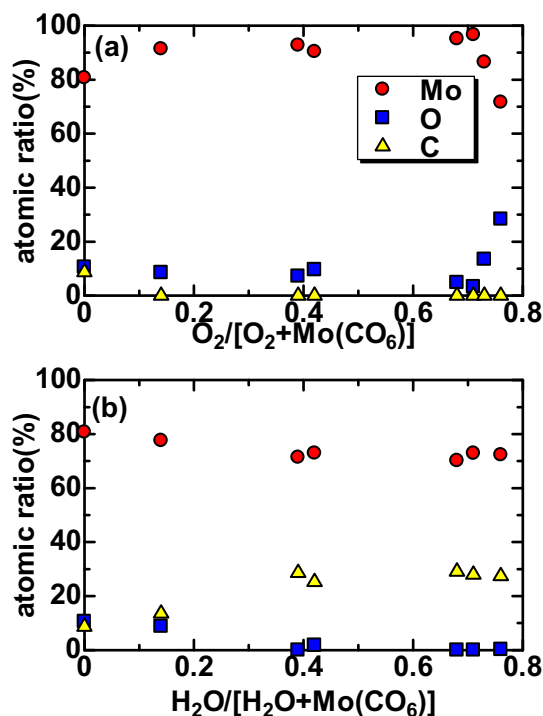 100
(a)
80
Mo
60
O
C
40
20
0
atomic ratio(%)
0 0.2 0.4 0.6 0.8
O₂/[O₂+Mo(CO₆)]
100
(b)
80
60
40
20
0
atomic ratio(%)
0 0.2 0.4 0.6 0.8
H₂O/[H₂O+Mo(CO₆)]